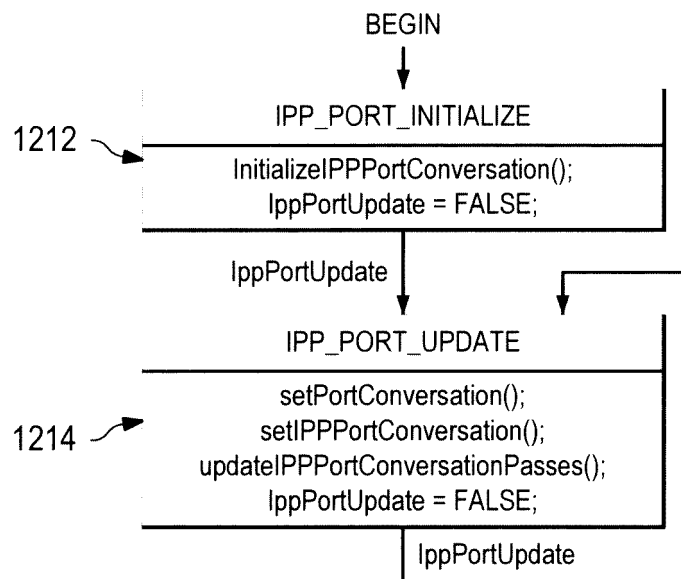 BEGIN
IPP_PORT_INITIALIZE
1212
InitializeIPPPortConversation();
IppPortUpdate = FALSE;
IppPortUpdate
IPP_PORT_UPDATE
setPortConversation();
setIPPPortConversation();
1214
updateIPPPortConversationPasses();
IppPortUpdate = FALSE;
IppPortUpdate